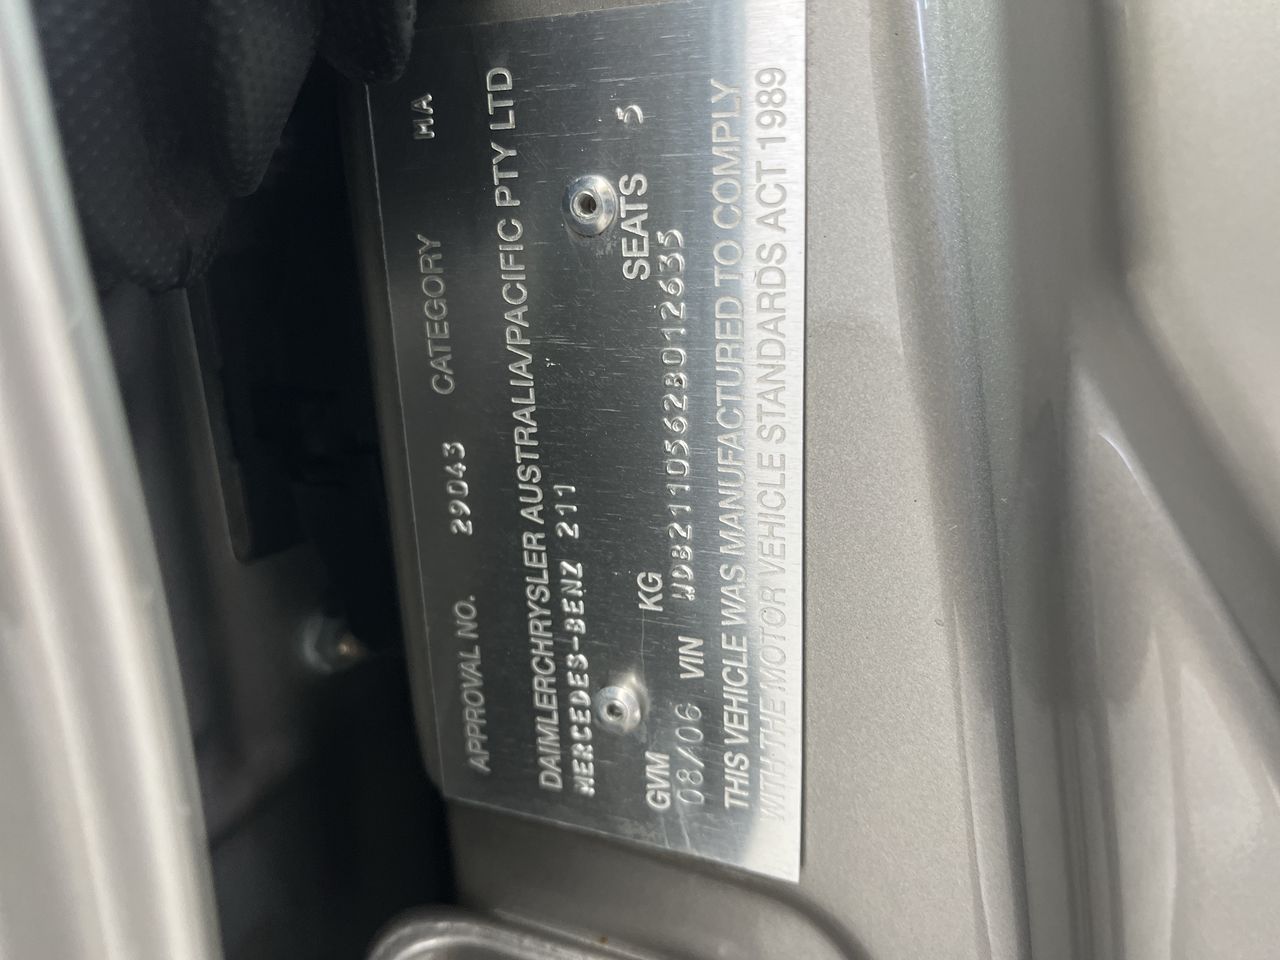 APPROVAL NO. 29043 CATEGORY MA
DAIMLERCHRYSLER AUSTRALIA/PACIFIC PTY LTD
MERCEDES-BENZ 211
GVM KG SEATS 5
08/06 VIN WDB2110562B012635
THIS VEHICLE WAS MANUFACTURED TO COMPLY
WITH THE MOTOR VEHICLE STANDARDS ACT 1989